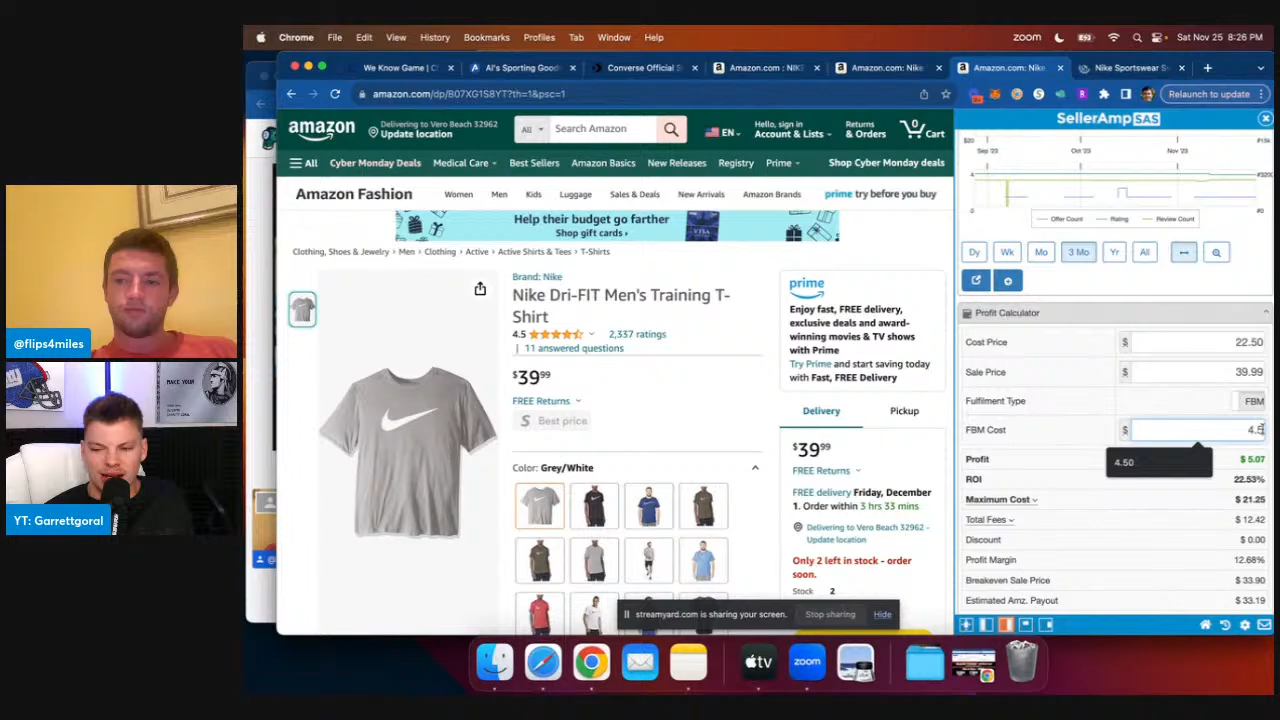 Chrome File Edit View History Bookmarks Profiles Tab Window Help
zoom Sat Nov 25 8:26 PM
We Know Game | C
Al's Sporting Good
Converse Official S
Amazon.com : NIKE
Amazon.com: Nike
Amazon.com: Nike
Nike Sportswear S
amazon.com/dp/B07XG1S8YT?th=1&psc=1
Relaunch to update
amazon
Delivering to Vero Beach 32962
Update location
All
Search Amazon
EN
Hello, sign in
Account & Lists
Returns
& Orders
0
Cart
All Cyber Monday Deals Medical Care Best Sellers Amazon Basics New Releases Registry Prime Shop Cyber Monday deals
Amazon Fashion Women Men Kids Luggage Sales & Deals New Arrivals Amazon Brands prime try before you buy
Help their budget go farther
Shop gift cards ›
Clothing, Shoes & Jewelry › Men › Clothing › Active › Active Shirts & Tees › T-Shirts
Brand: Nike
Nike Dri-FIT Men's Training T-
Shirt
4.5 2,337 ratings
| 11 answered questions
$39 99
FREE Returns
S Best price
Color: Grey/White
prime
Enjoy fast, FREE delivery,
exclusive deals and award-
winning movies & TV shows
with Prime
Try Prime and start saving today
with Fast, FREE Delivery
Delivery Pickup
$39 99
FREE Returns
FREE delivery Friday, December
1. Order within 3 hrs 33 mins
Delivering to Vero Beach 32962 -
Update location
Only 2 left in stock - order
soon.
Stock 2
streamyard.com is sharing your screen. Stop sharing Hide
SellerAmp SAS
$20
$15k
Sep '23 Oct '23 Nov '23
4
2
0
Offer Count Rating Review Count
Dy Wk Mo 3 Mo Yr All
Profit Calculator
Cost Price $ 22.50
Sale Price $ 39.99
Fulfilment Type FBM
FBM Cost $ 4.5
4.50
Profit $ 5.07
ROI 22.53%
Maximum Cost $ 21.25
Total Fees $ 12.42
Discount $ 0.00
Profit Margin 12.68%
Breakeven Sale Price $ 33.90
Estimated Amz. Payout $ 33.19
@flips4miles
MAKE YOUR
YT: Garrettgoral
tv
zoom